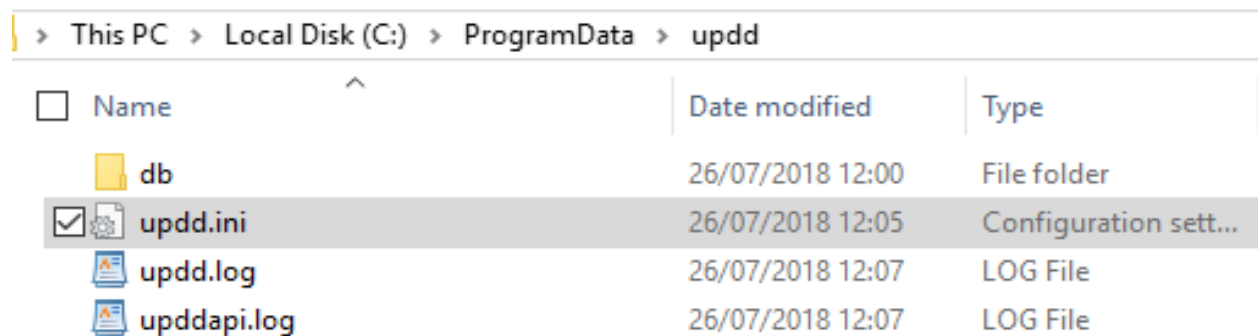 This PC > Local Disk (C:) > ProgramData > updd
Name Date modified Type
db 26/07/2018 12:00 File folder
updd.ini 26/07/2018 12:05 Configuration sett...
updd.log 26/07/2018 12:07 LOG File
upddapi.log 26/07/2018 12:07 LOG File